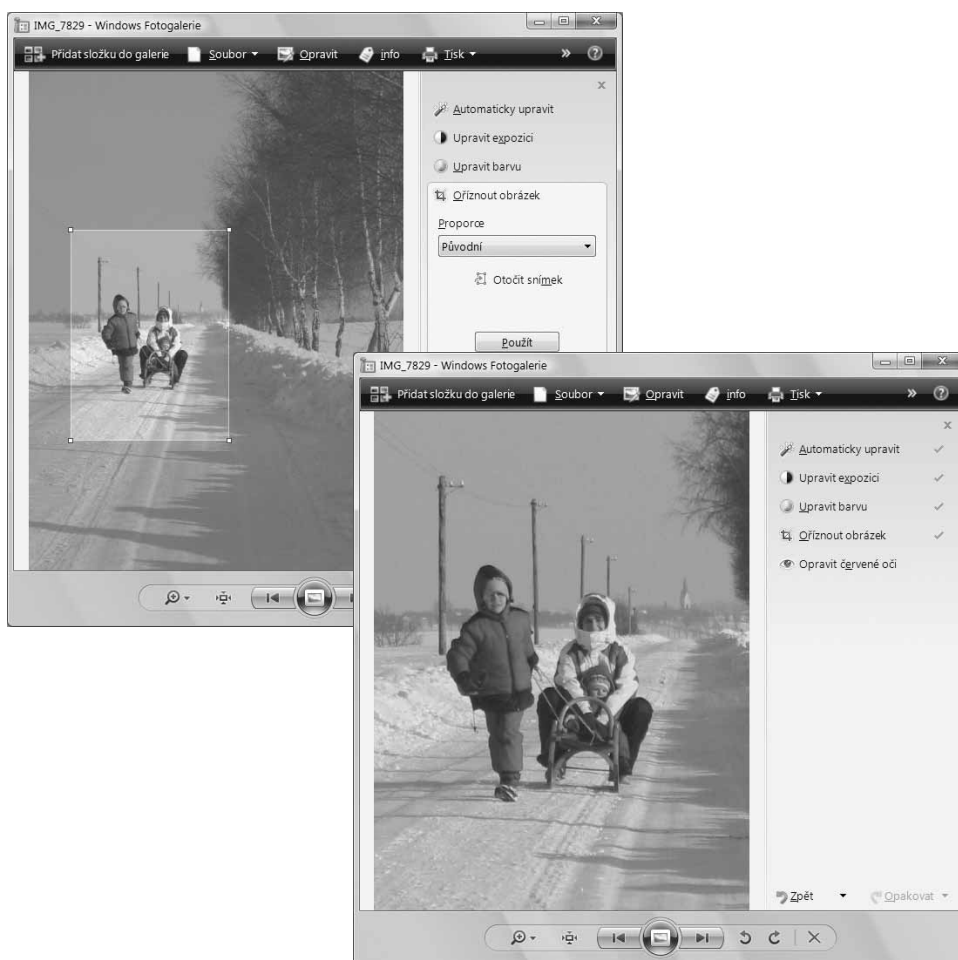 IMG_7829 - Windows Fotogalerie
Přidat složku do galerie Soubor Opravit info Tisk »
Automaticky upravit
Upravit expozici
Upravit barvu
Oříznout obrázek
Proporce
Původní
Otočit snímek
Použít
IMG_7829 - Windows Fotogalerie
Přidat složku do galerie Soubor Opravit info Tisk »
Automaticky upravit
Upravit expozici
Upravit barvu
Oříznout obrázek
Opravit červené oči
Zpět Opakovat